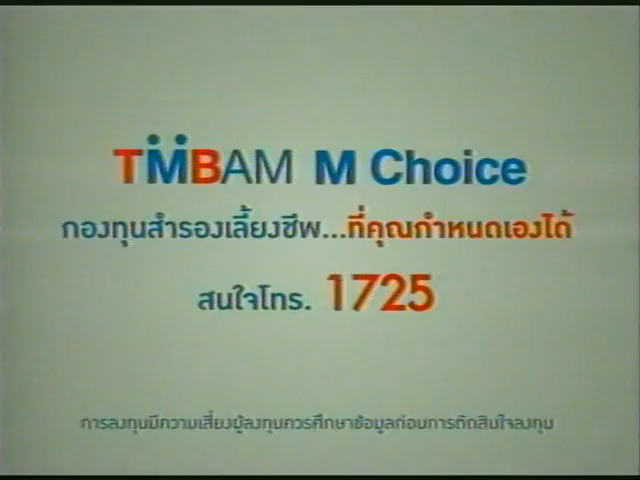 TMBAM M Choice
กองทุนสำรองเลี้ยงชีพ...ที่คุณกำหนดเองได้
สนใจโทร. 1725
การลงทุนมีความเสี่ยงผู้ลงทุนควรศึกษาข้อมูลก่อนการตัดสินใจลงทุน